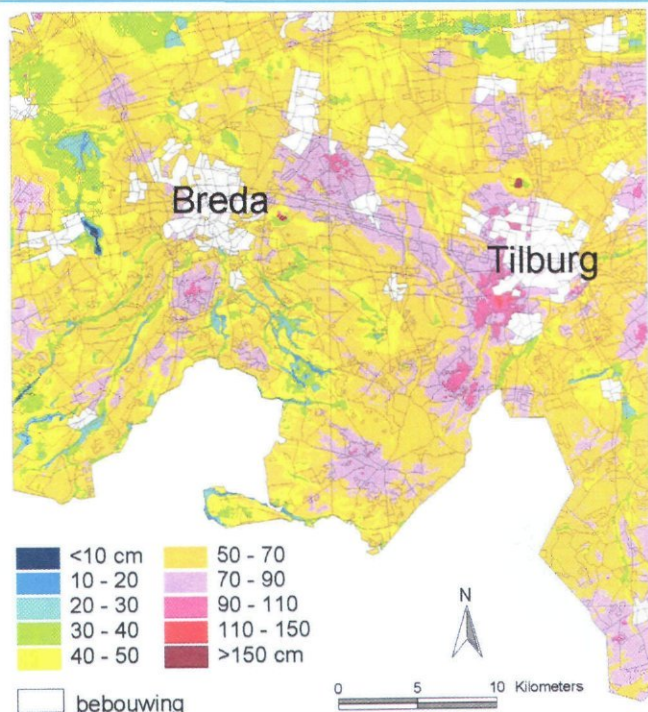 Breda
Tilburg
<10 cm
10 - 20
20 - 30
30 - 40
40 - 50
50 - 70
70 - 90
90 - 110
110 - 150
>150 cm
bebouwing
N
0 5 10 Kilometers